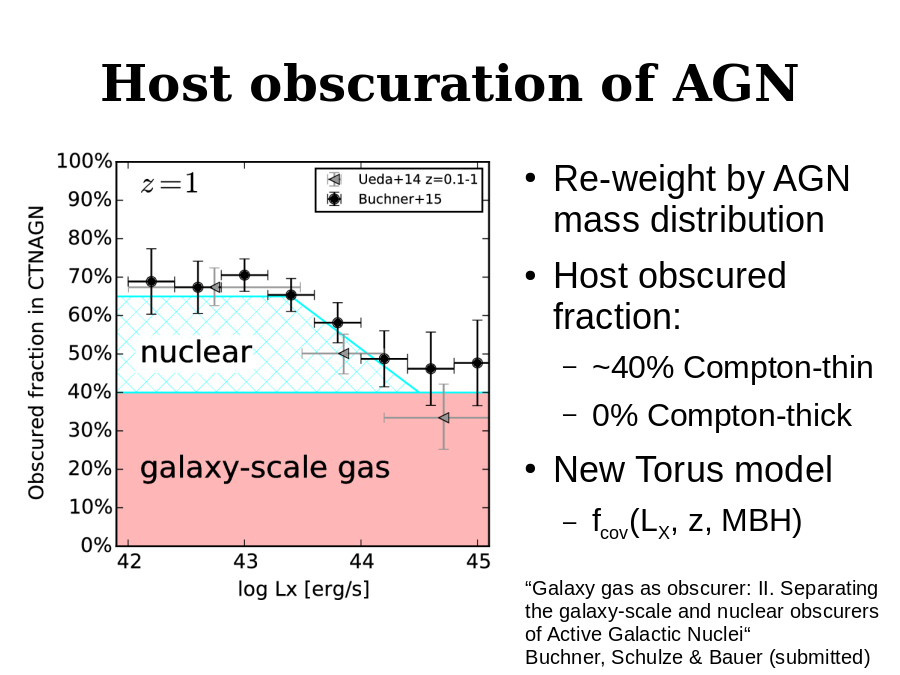 Host obscuration of AGN
Obscured fraction in CTNAGN
100%
90%
80%
70%
60%
50%
40%
30%
20%
10%
0%
z=1
Ueda+14 z=0.1-1
Buchner+15
nuclear
galaxy-scale gas
42 43 44 45
log Lx [erg/s]
• Re-weight by AGN
mass distribution
• Host obscured
fraction:
– ~40% Compton-thin
– 0% Compton-thick
• New Torus model
– fcov(LX, z, MBH)
“Galaxy gas as obscurer: II. Separating
the galaxy-scale and nuclear obscurers
of Active Galactic Nuclei“
Buchner, Schulze & Bauer (submitted)